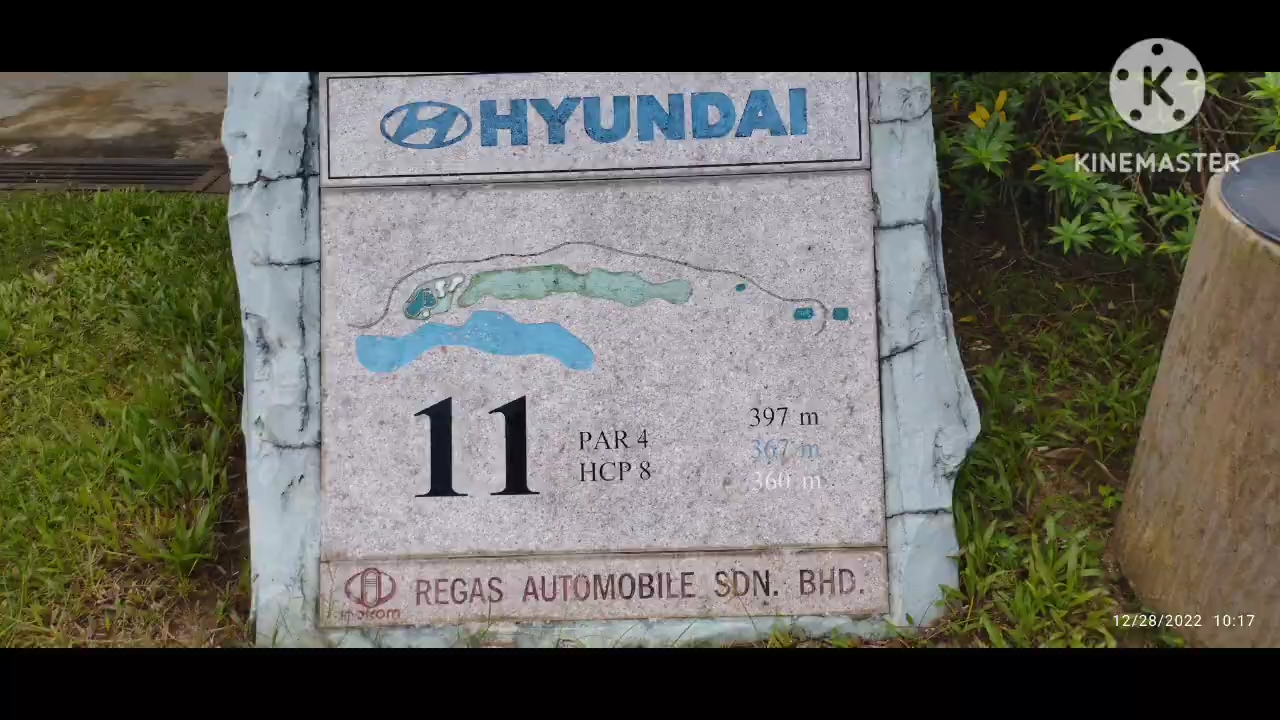 HYUNDAI
K
KINEMASTER
11
PAR 4
HCP 8
397 m
367 m
360 m
inokom
REGAS AUTOMOBILE SDN. BHD.
12/28/2022 10:17